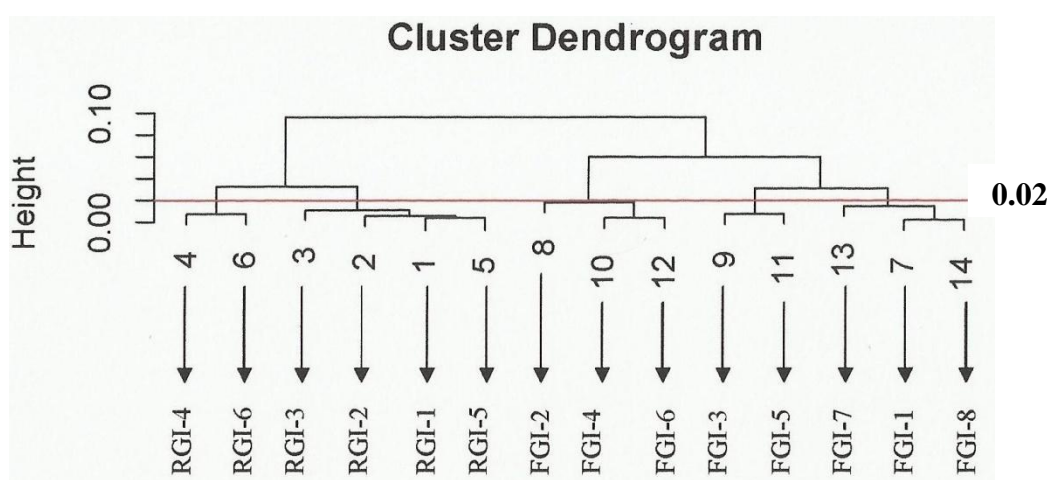 Cluster Dendrogram
Height
0.10
0.00
0.02
4 6 3 2 1 5 8 10 12 9 11 13 7 14
RGI-4 RGI-6 RGI-3 RGI-2 RGI-1 RGI-5 FGI-2 FGI-4 FGI-6 FGI-3 FGI-5 FGI-7 FGI-1 FGI-8